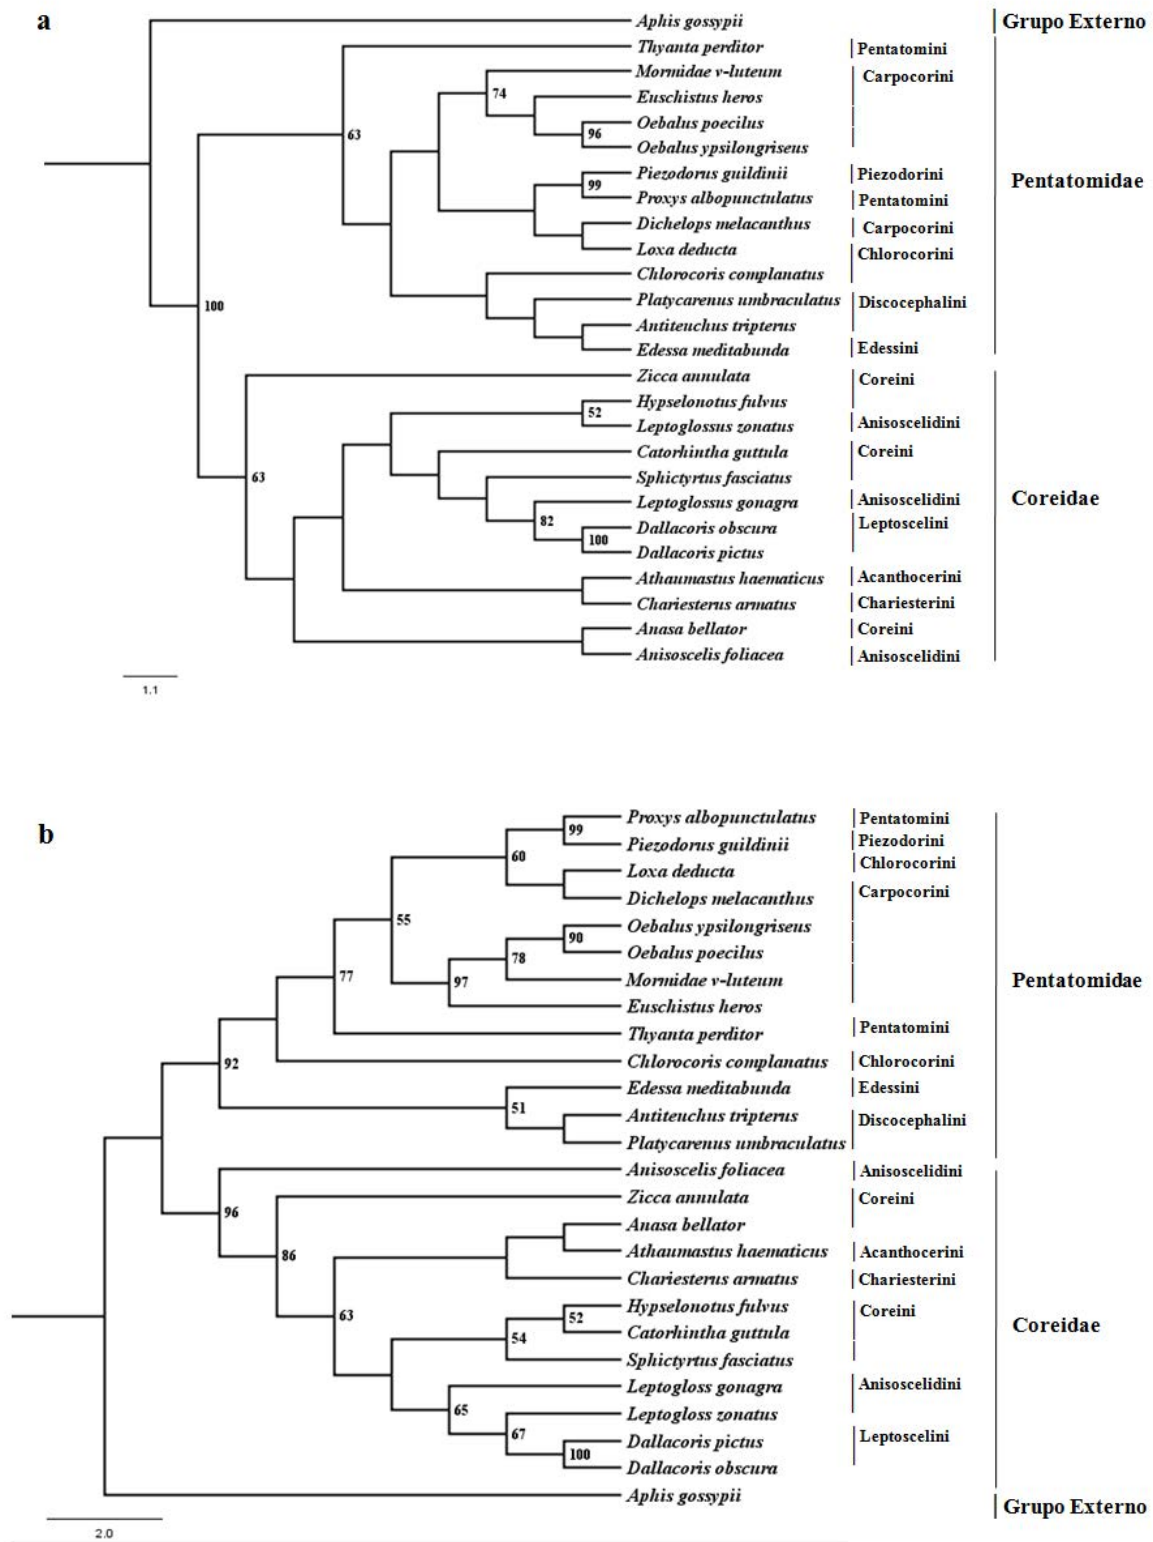 a
Aphis gossypii
Grupo Externo
Thyanta perditor
Pentatomini
Mormidae v-luteum
Carpocorini
74
Euschistus heros
Oebalus poecilus
96
63
Oebalus ypsilongriseus
Piezodorus guildinii
Piezodorini
Pentatomidae
99
Proxys albopunctulatus
Pentatomini
Dichelops melacanthus
Carpocorini
Loxa deducta
Chlorocorini
Chlorocoris complanatus
Platycarenus umbraculatus
Discocephalini
100
Antiteuchus tripterus
Edessa meditabunda
Edessini
Zicca annulata
Coreini
Hypselonotus fulvus
52
Leptoglossus zonatus
Anisoscelidini
Catorhintha guttula
Coreini
63
Sphictyrtus fasciatus
Leptoglossus gonagra
Anisoscelidini
Coreidae
82
Dallacoris obscura
Leptoscelini
100
Dallacoris pictus
Athaumastus haematicus
Acanthocerini
Chariesterus armatus
Chariesterini
Anasa bellator
Coreini
Anisoscelis foliacea
Anisoscelidini
1.1
b
Proxys albopunctulatus
Pentatomini
99
Piezodorus guildinii
Piezodorini
60
Loxa deducta
Chlorocorini
Dichelops melacanthus
Carpocorini
55
Oebalus ypsilongriseus
90
Oebalus poecilus
78
Mormidae v-luteum
Pentatomidae
77
97
Euschistus heros
Thyanta perditor
Pentatomini
Chlorocoris complanatus
Chlorocorini
92
Edessa meditabunda
Edessini
51
Antiteuchus tripterus
Discocephalini
Platycarenus umbraculatus
Anisoscelis foliacea
Anisoscelidini
Zicca annulata
Coreini
96
Anasa bellator
Athaumastus haematicus
Acanthocerini
86
Chariesterus armatus
Chariesterini
Hypselonotus fulvus
Coreini
52
63
Catorhintha guttula
Coreidae
54
Sphictyrtus fasciatus
Leptogloss gonagra
Anisoscelidini
65
Leptogloss zonatus
67
Dallacoris pictus
Leptoscelini
100
Dallacoris obscura
Aphis gossypii
Grupo Externo
2.0